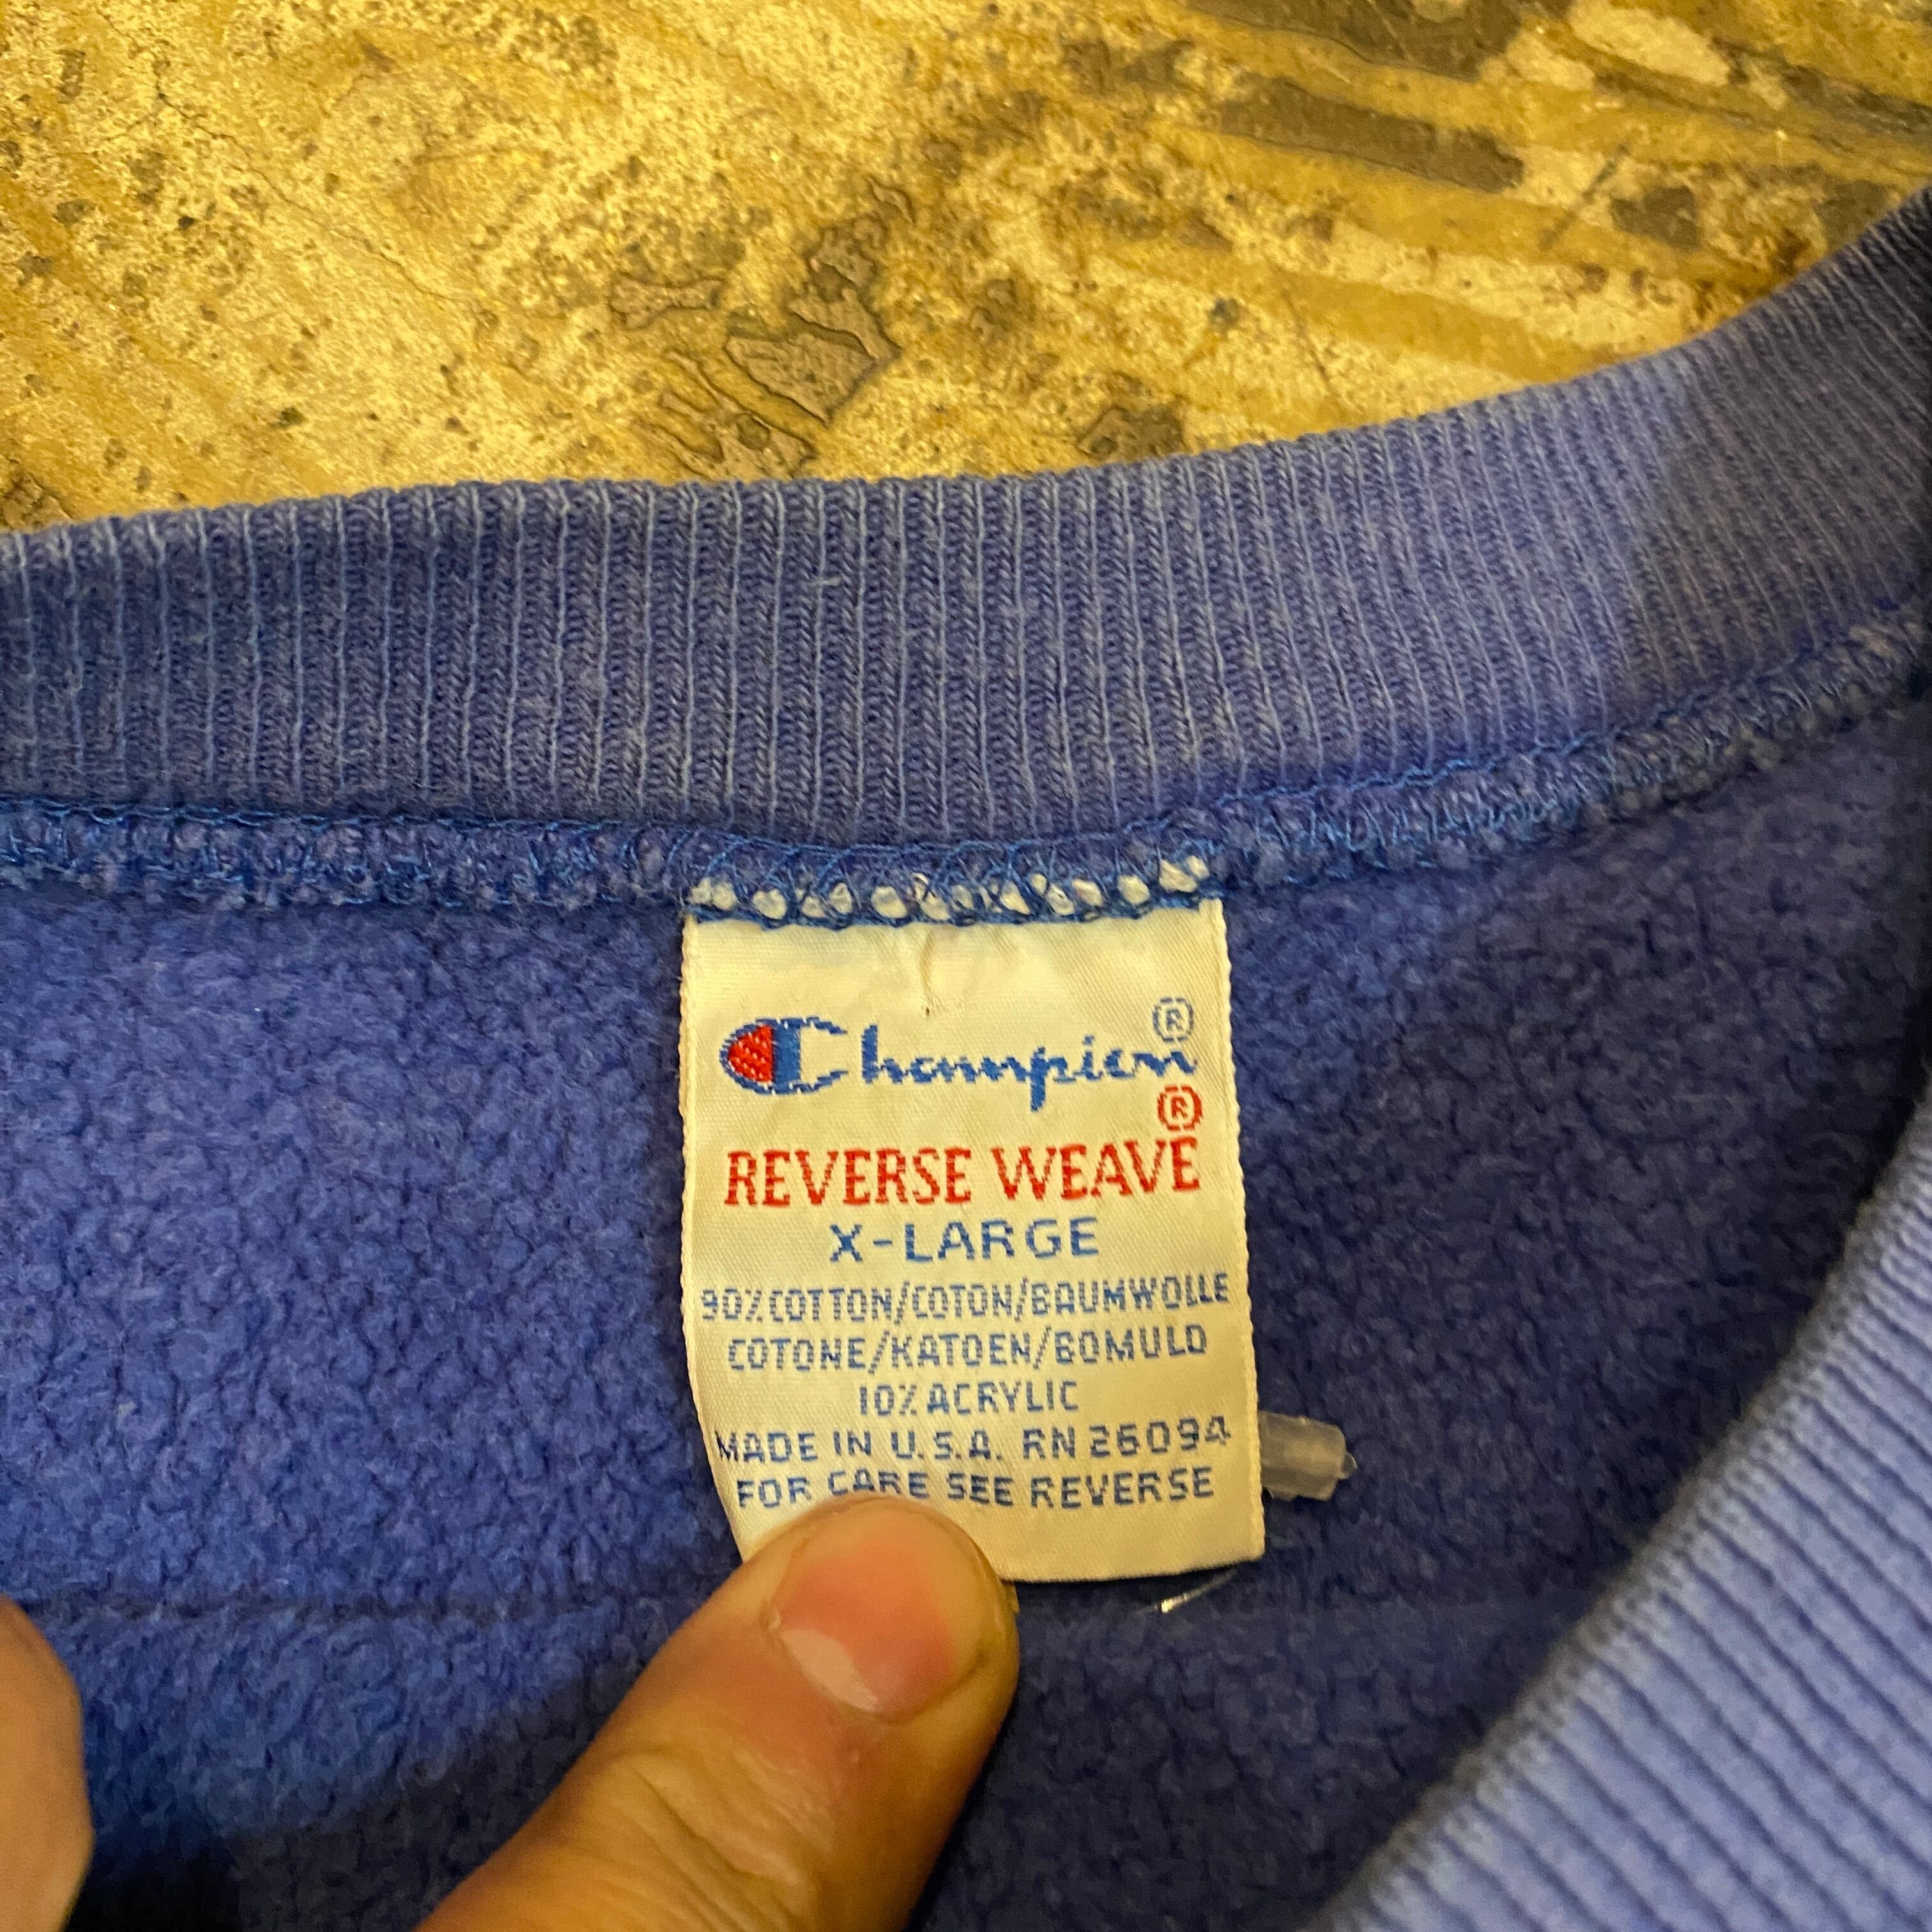 Champion®
REVERSE WEAVE®
X-LARGE
90% COTTON/COTON/BAUMWOLLE
COTONE/KATOEN/BOMULD
10% ACRYLIC
MADE IN U.S.A. RN 26094
FOR CARE SEE REVERSE